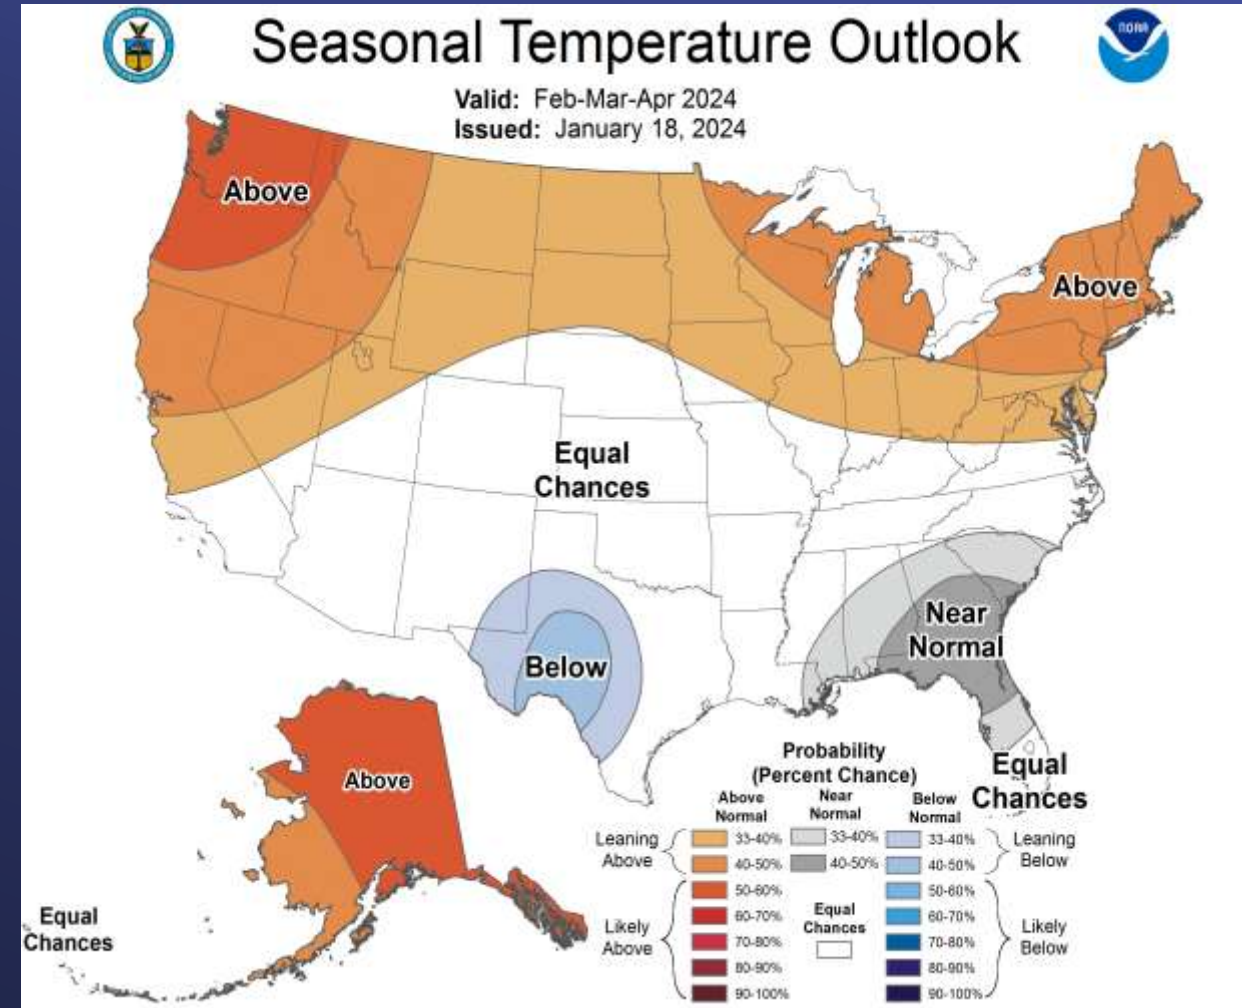 Seasonal Temperature Outlook
NOAA
Valid: Feb-Mar-Apr 2024
Issued: January 18, 2024
Above
Above
Equal
Chances
Near
Normal
Below
Above
Equal
Chances
Equal
Chances
Probability
(Percent Chance)
Above
Normal
Near
Normal
Below
Normal
Leaning
Above
33-40%
33-40%
33-40%
Leaning
Below
40-50%
40-50%
40-50%
50-60%
50-60%
Likely
Above
60-70%
Equal
Chances
60-70%
Likely
Below
70-80%
70-80%
80-90%
80-90%
90-100%
90-100%